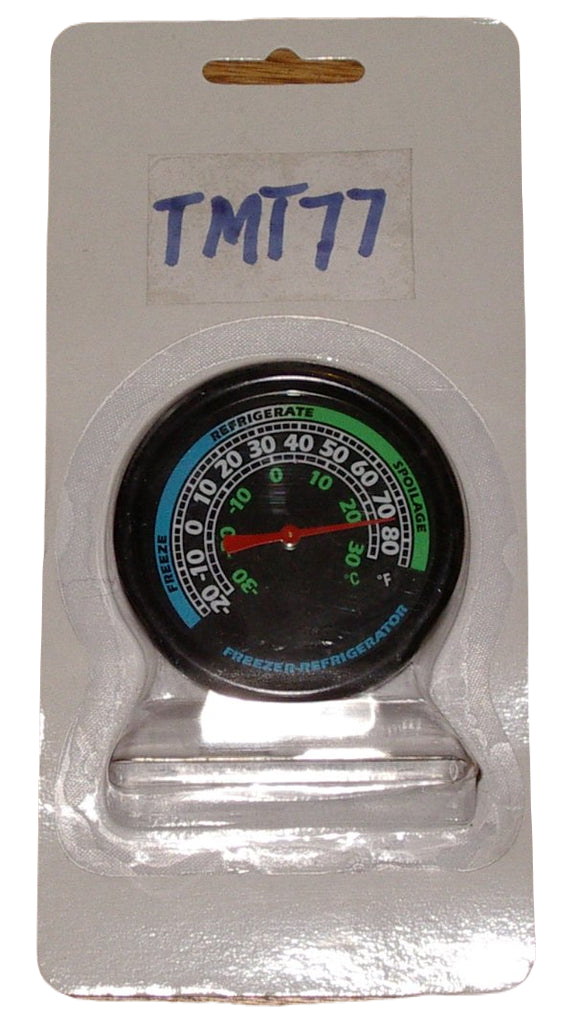 TMT77
REFRIGERATE
FREEZE
SPOILAGE
-20 -10 0 10 20 30 40 50 60 70 80
°F
-30 -10 0 10 20 30
°C
FREEZER-REFRIGERATOR